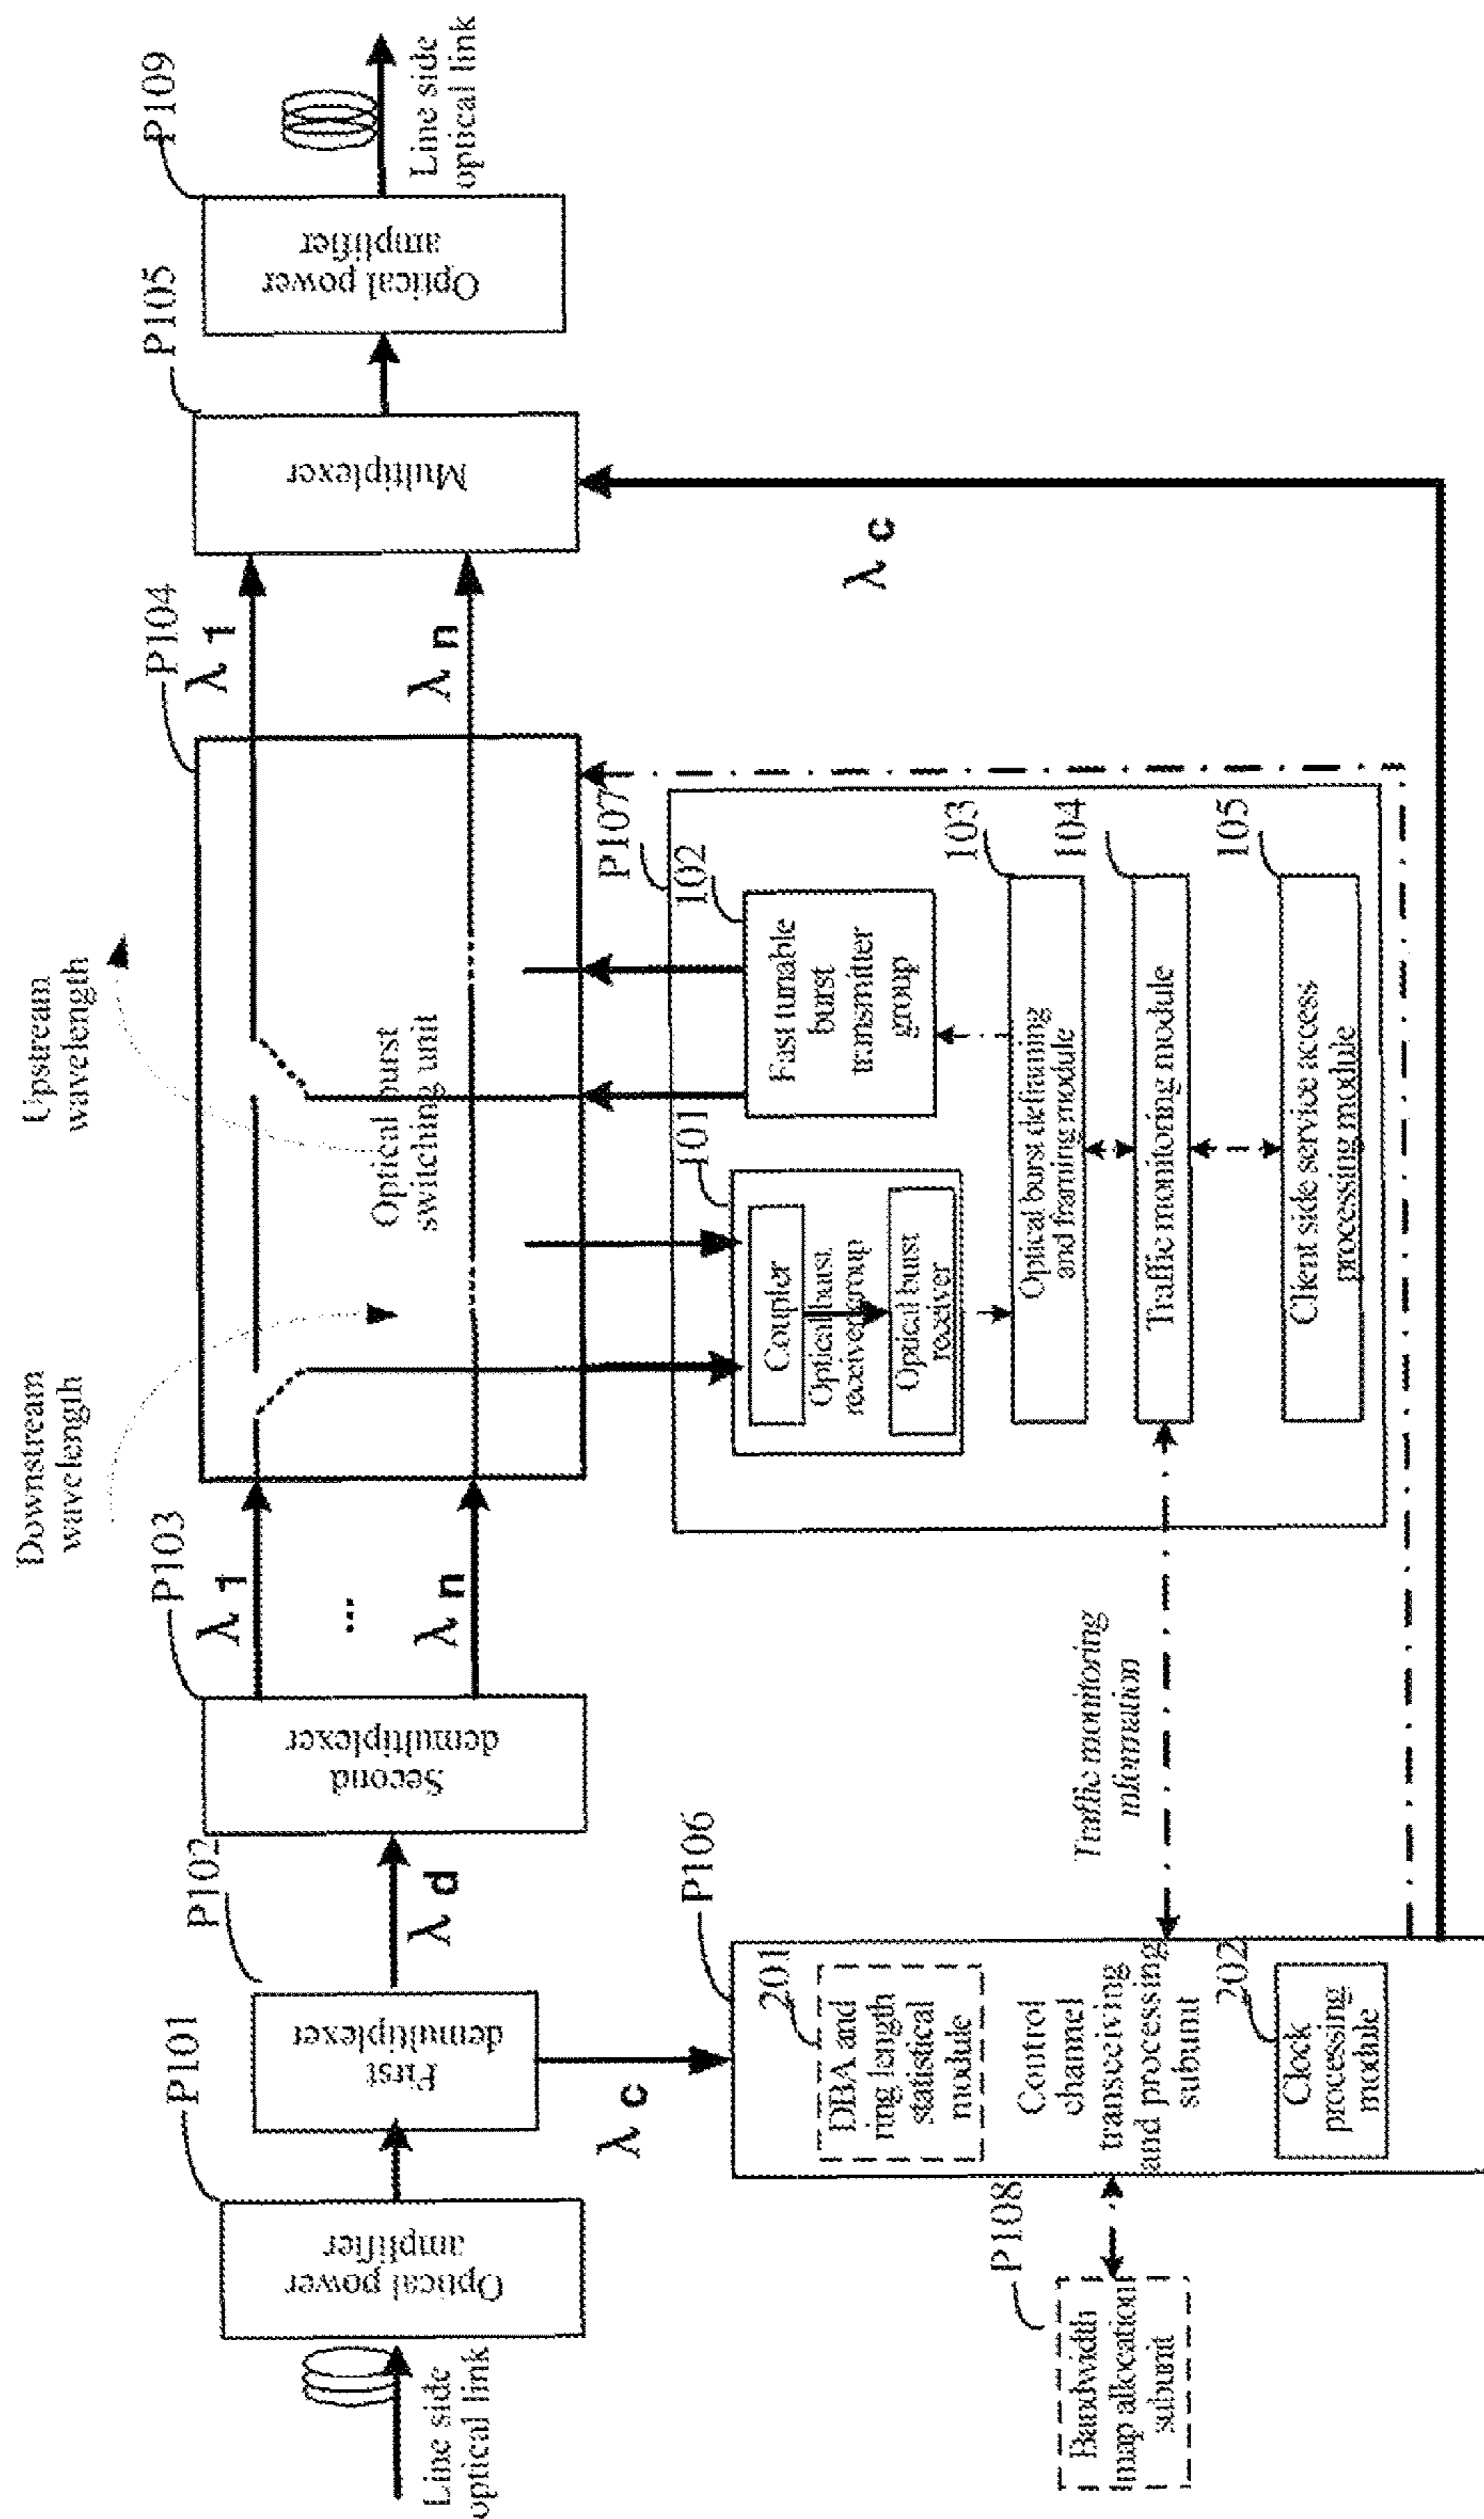 Line side
optical link
P101
Optical power
amplifier
P102
First
demultiplexer
λ c
λ d
P103
Second
demultiplexer
λ 1
...
λ n
Downstream
wavelength
Upstream
wavelength
P104
Optical burst
switching unit
λ 1
λ n
P105
Multiplexer
P109
Optical power
amplifier
Line side
optical link
P106
201
DBA and
ring length
statistical
module
Control
channel
transceiving
and processing
subunit
202
Clock
processing
module
P108
Bandwidth
map allocation
subunit
Traffic monitoring
information
P107
101
Coupler
Optical burst
receiver group
Optical burst
receiver
102
Fast tunable
burst
transmitter
group
103
Optical burst deframing
and framing module
104
Traffic monitoring module
105
Client side service access
processing module
λ c